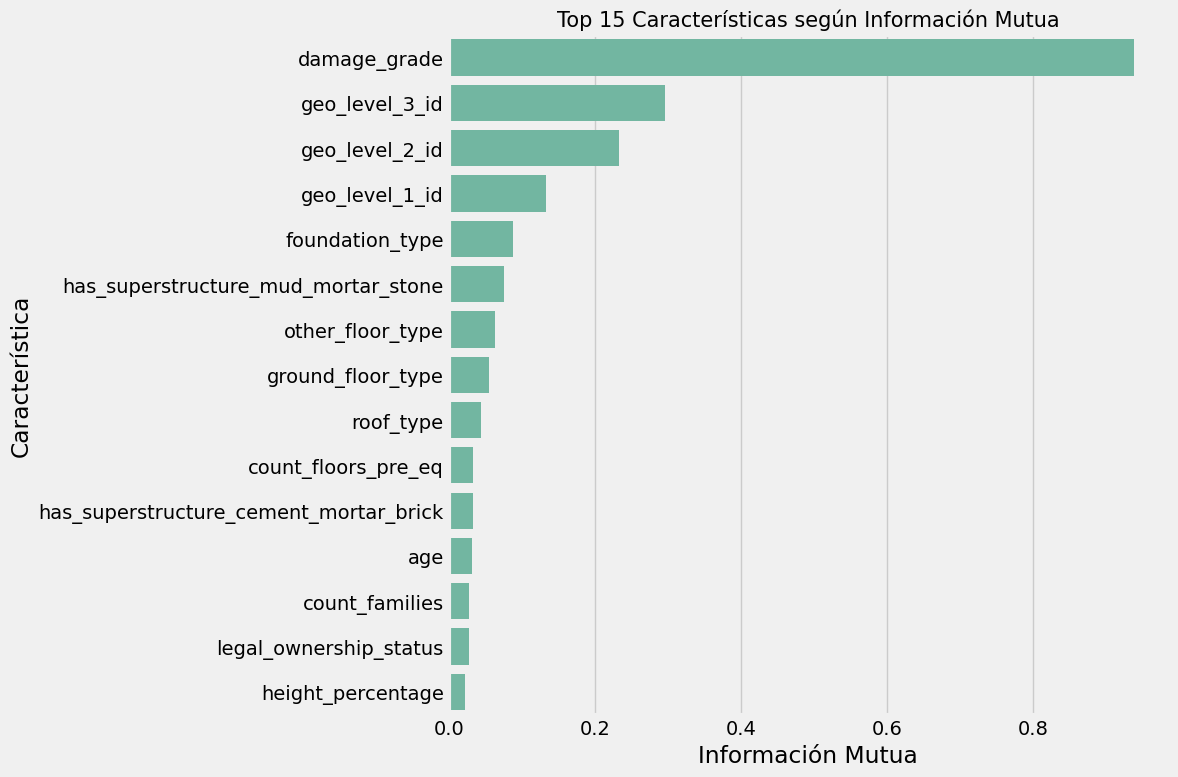 Top 15 Características según Información Mutua
damage_grade
geo_level_3_id
geo_level_2_id
geo_level_1_id
foundation_type
has_superstructure_mud_mortar_stone
other_floor_type
ground_floor_type
roof_type
count_floors_pre_eq
has_superstructure_cement_mortar_brick
age
count_families
legal_ownership_status
height_percentage
Característica
0.0 0.2 0.4 0.6 0.8
Información Mutua